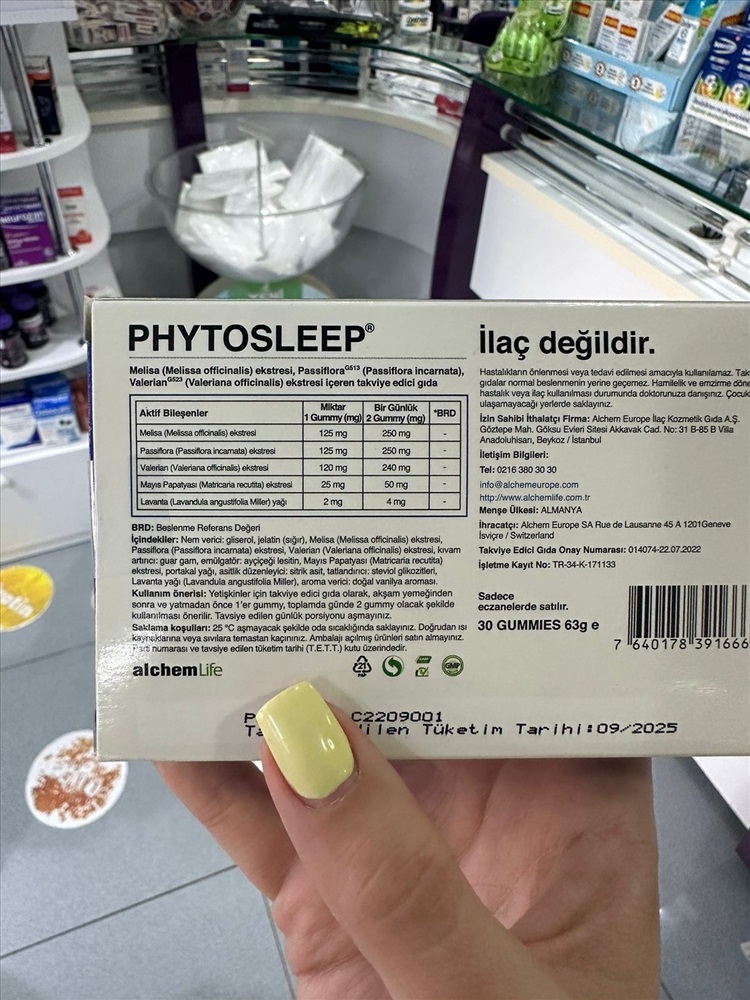 PHYTOSLEEP®
Melisa (Melissa officinalis) ekstresi, Passiflora G513 (Passiflora incarnata),
Valerian G523 (Valeriana officinalis) ekstresi içeren takviye edici gıda
Aktif Bileşenler Miktar 1 Gummy (mg) Bir Günlük 2 Gummy (mg) *BRD
Melisa (Melissa officinalis) ekstresi 125 mg 250 mg -
Passiflora (Passiflora incarnata) ekstresi 125 mg 250 mg -
Valerian (Valeriana officinalis) ekstresi 120 mg 240 mg -
Mayıs Papatyası (Matricaria recutita) ekstresi 25 mg 50 mg -
Lavanta (Lavandula angustifolia Miller) yağı 2 mg 4 mg -
BRD: Beslenme Referans Değeri
İçindekiler: Nem verici: gliserol, jelatin (sığır), Melisa (Melissa officinalis) ekstresi,
Passiflora (Passiflora incarnata) ekstresi, Valerian (Valeriana officinalis) ekstresi, kıvam
artırıcı: guar gam, emülgatör: ayçiçeği lesitin, Mayıs Papatyası (Matricaria recutita)
ekstresi, portakal yağı, asitlik düzenleyici: sitrik asit, tatlandırıcı: steviol glikozitleri,
Lavanta yağı (Lavandula angustifolia Miller), aroma verici: doğal vanilya aroması.
Kullanım önerisi: Yetişkinler için takviye edici gıda olarak, akşam yemeğinden
sonra ve yatmadan önce 1'er gummy, toplamda günde 2 gummy olacak şekilde
kullanılması önerilir. Tavsiye edilen günlük porsiyonu aşmayınız.
Saklama koşulları: 25 °C aşmayacak şekilde oda sıcaklığında saklayınız. Doğrudan ısı
kaynaklarına veya sıvılara temastan kaçınınız. Ambalajı açılmış ürünleri satın almayınız.
Parti numarası ve tavsiye edilen tüketim tarihi (T.E.T.T.) kutu üzerindedir.
alchemLife
21
PAP
GMP
İlaç değildir.
Hastalıkların önlenmesi veya tedavi edilmesi amacıyla kullanılamaz. Tak
gıdalar normal beslenmenin yerine geçemez. Hamilelik ve emzirme döne
hastalık veya ilaç kullanılması durumunda doktorunuza danışınız. Çocukl
ulaşamayacağı yerlerde saklayınız.
İzin Sahibi İthalatçı Firma: Alchem Europe İlaç Kozmetik Gıda A.Ş.
Göztepe Mah. Göksu Evleri Sitesi Akkavak Cad. No: 31 B-85 B Villa
Anadoluhisarı, Beykoz / İstanbul
İletişim Bilgileri:
Tel: 0216 380 30 30
info@alchemeurope.com
http://www.alchemlife.com.tr
Menşe Ülkesi: ALMANYA
İhracatçı: Alchem Europe SA Rue de Lausanne 45 A 1201Geneve
İsviçre / Switzerland
Takviye Edici Gıda Onay Numarası: 014074-22.07.2022
İşletme Kayıt No: TR-34-K-171133
Sadece
eczanelerde satılır.
30 GUMMIES 63g e
7 640178 391666
C2209001
Tüketim Tarihi:09/2025